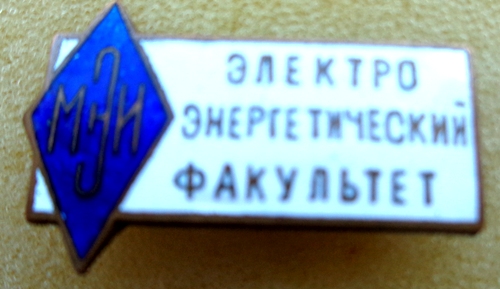 МЭИ
ЭЛЕКТРО
ЭНЕРГЕТИЧЕСКИЙ
ФАКУЛЬТЕТ